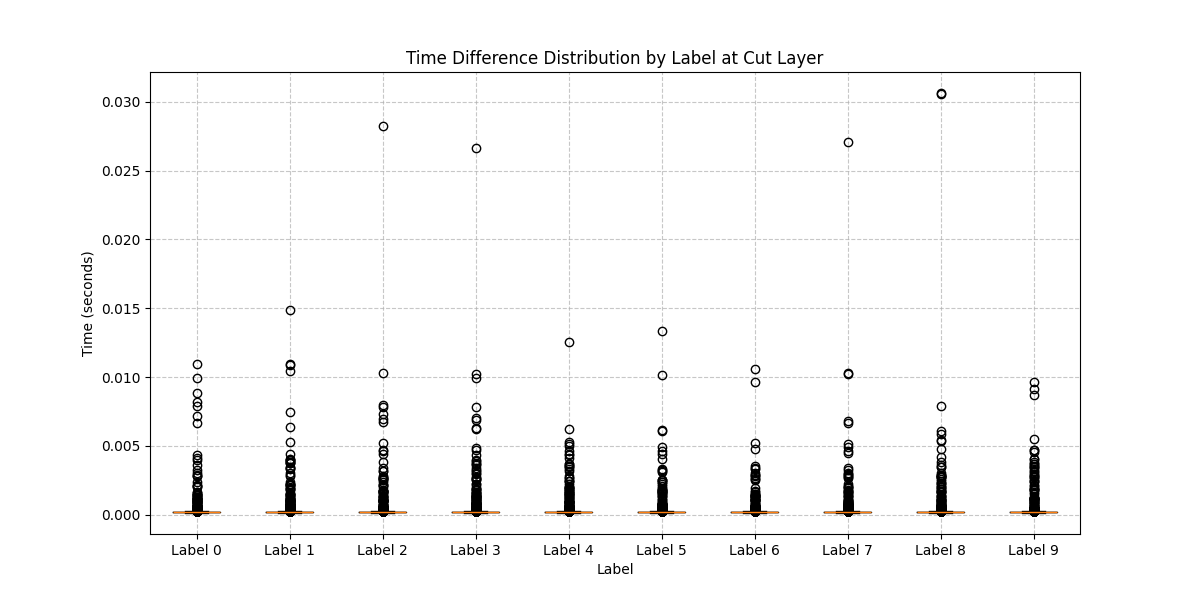 Time Difference Distribution by Label at Cut Layer
0.030
0.025
0.020
0.015
0.010
0.005
0.000
Time (seconds)
Label 0 Label 1 Label 2 Label 3 Label 4 Label 5 Label 6 Label 7 Label 8 Label 9
Label